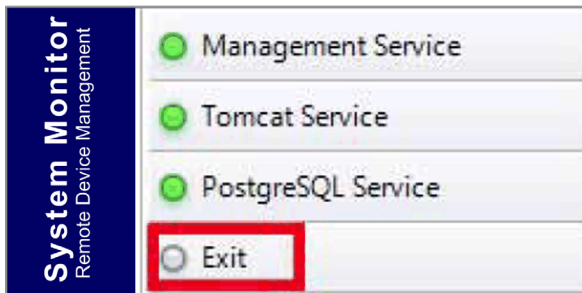 System Monitor
Remote Device Management
Management Service
Tomcat Service
PostgreSQL Service
Exit